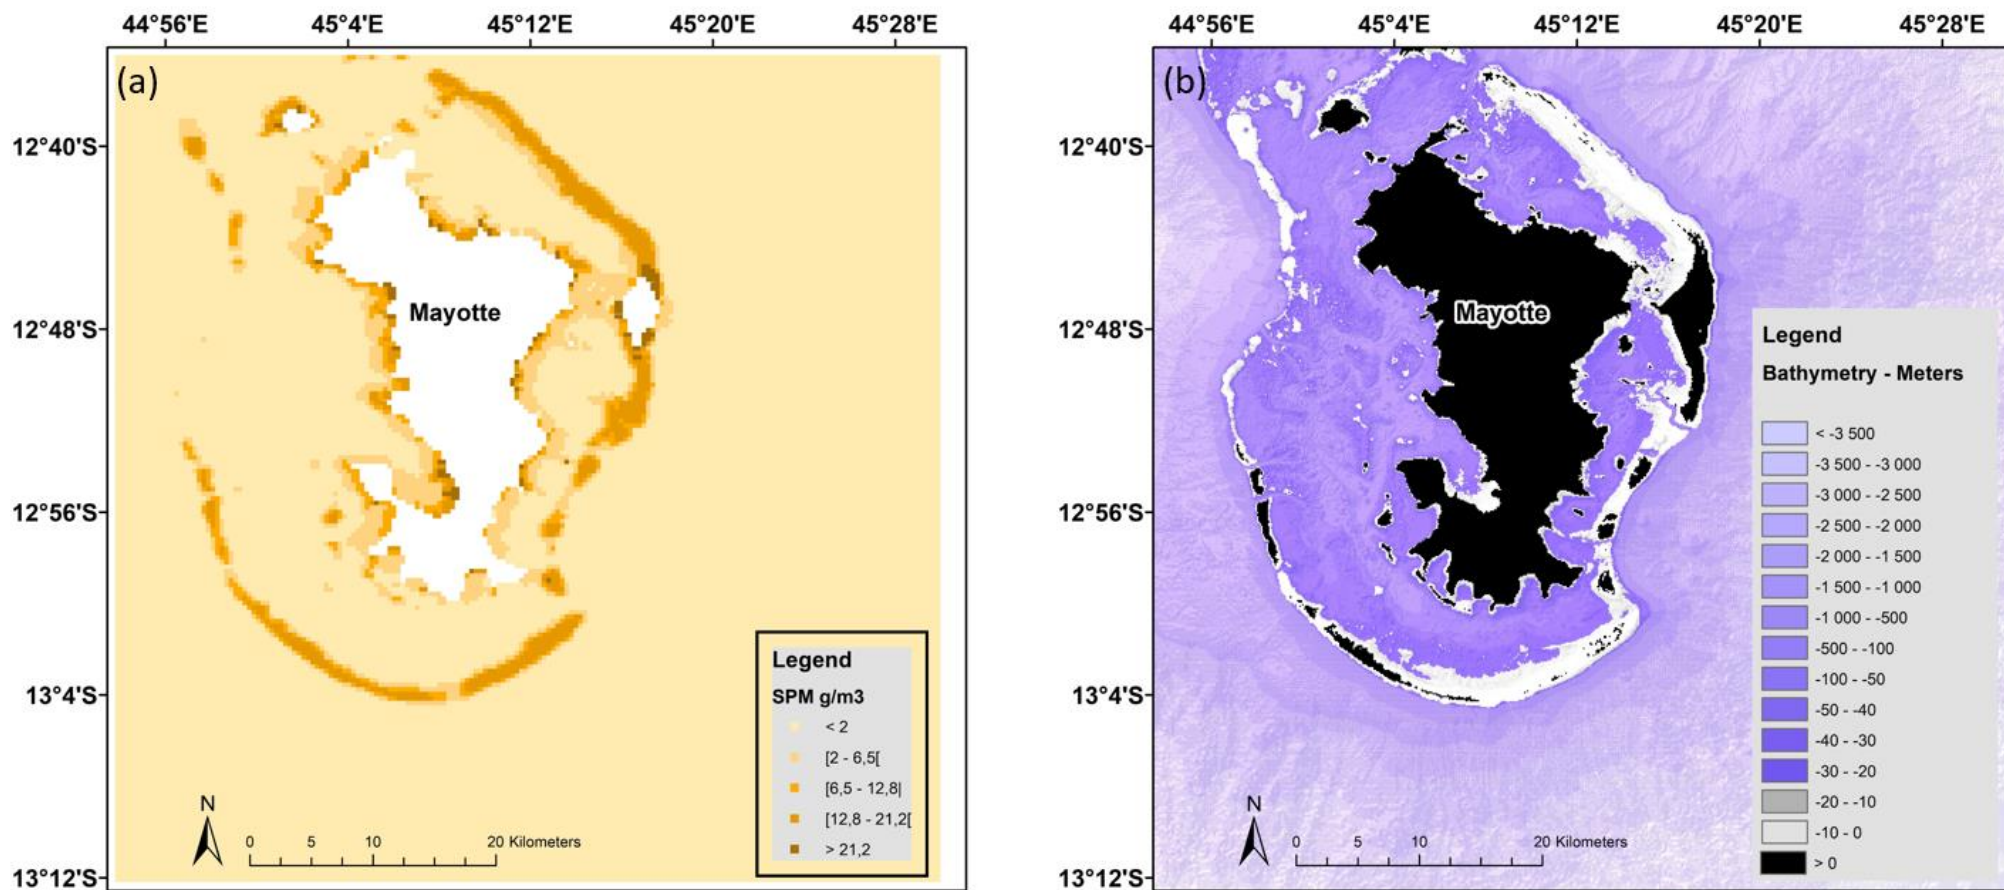 44°56'E 45°4'E 45°12'E 45°20'E 45°28'E
(a)
12°40'S
12°48'S
12°56'S
13°4'S
13°12'S
Mayotte
Legend
SPM g/m3
< 2
[2 - 6,5[
[6,5 - 12,8|
[12,8 - 21,2[
> 21,2
N
0 5 10 20 Kilometers
44°56'E 45°4'E 45°12'E 45°20'E 45°28'E
(b)
12°40'S
12°48'S
12°56'S
13°4'S
13°12'S
Mayotte
Legend
Bathymetry - Meters
< -3 500
-3 500 - -3 000
-3 000 - -2 500
-2 500 - -2 000
-2 000 - -1 500
-1 500 - -1 000
-1 000 - -500
-500 - -100
-100 - -50
-50 - -40
-40 - -30
-30 - -20
-20 - -10
-10 - 0
> 0
N
0 5 10 20 Kilometers